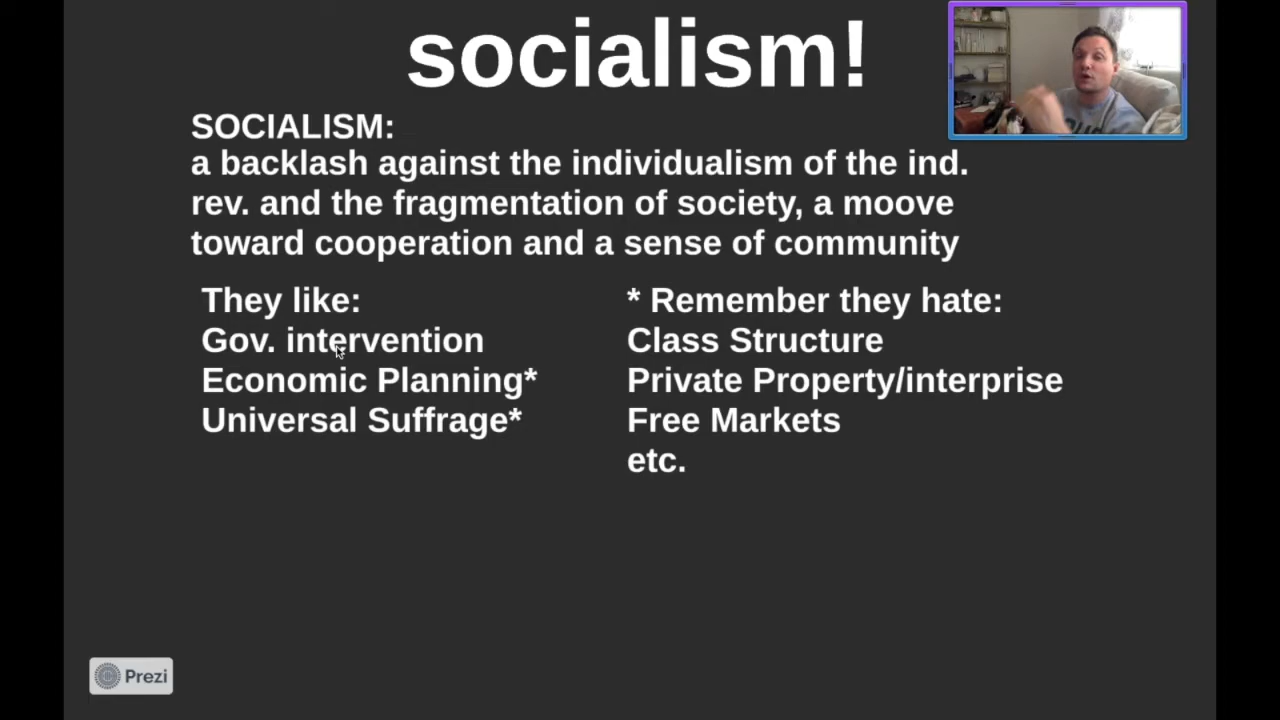 socialism!
SOCIALISM:
a backlash against the individualism of the ind.
rev. and the fragmentation of society, a moove
toward cooperation and a sense of community
They like:
Gov. intervention
Economic Planning*
Universal Suffrage*
* Remember they hate:
Class Structure
Private Property/interprise
Free Markets
etc.
Prezi